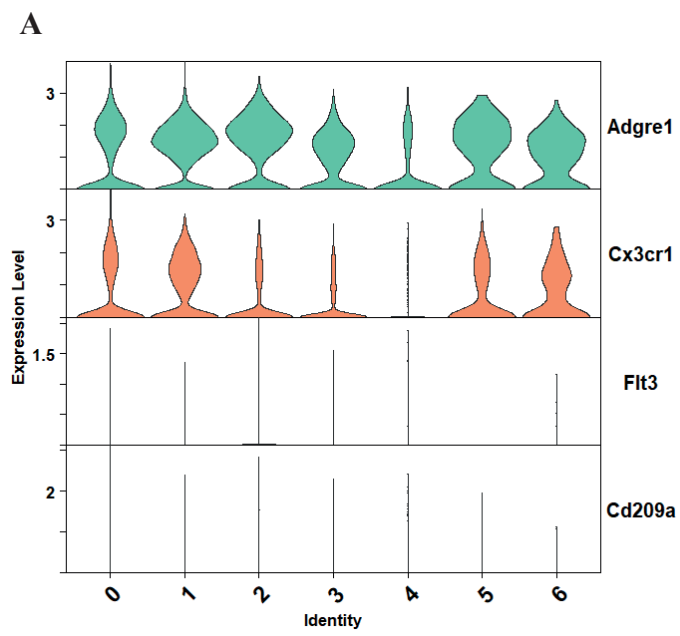 A
3
Adgre1
3
Cx3cr1
Expression Level
1.5
Flt3
2
Cd209a
0 1 2 3 4 5 6
Identity